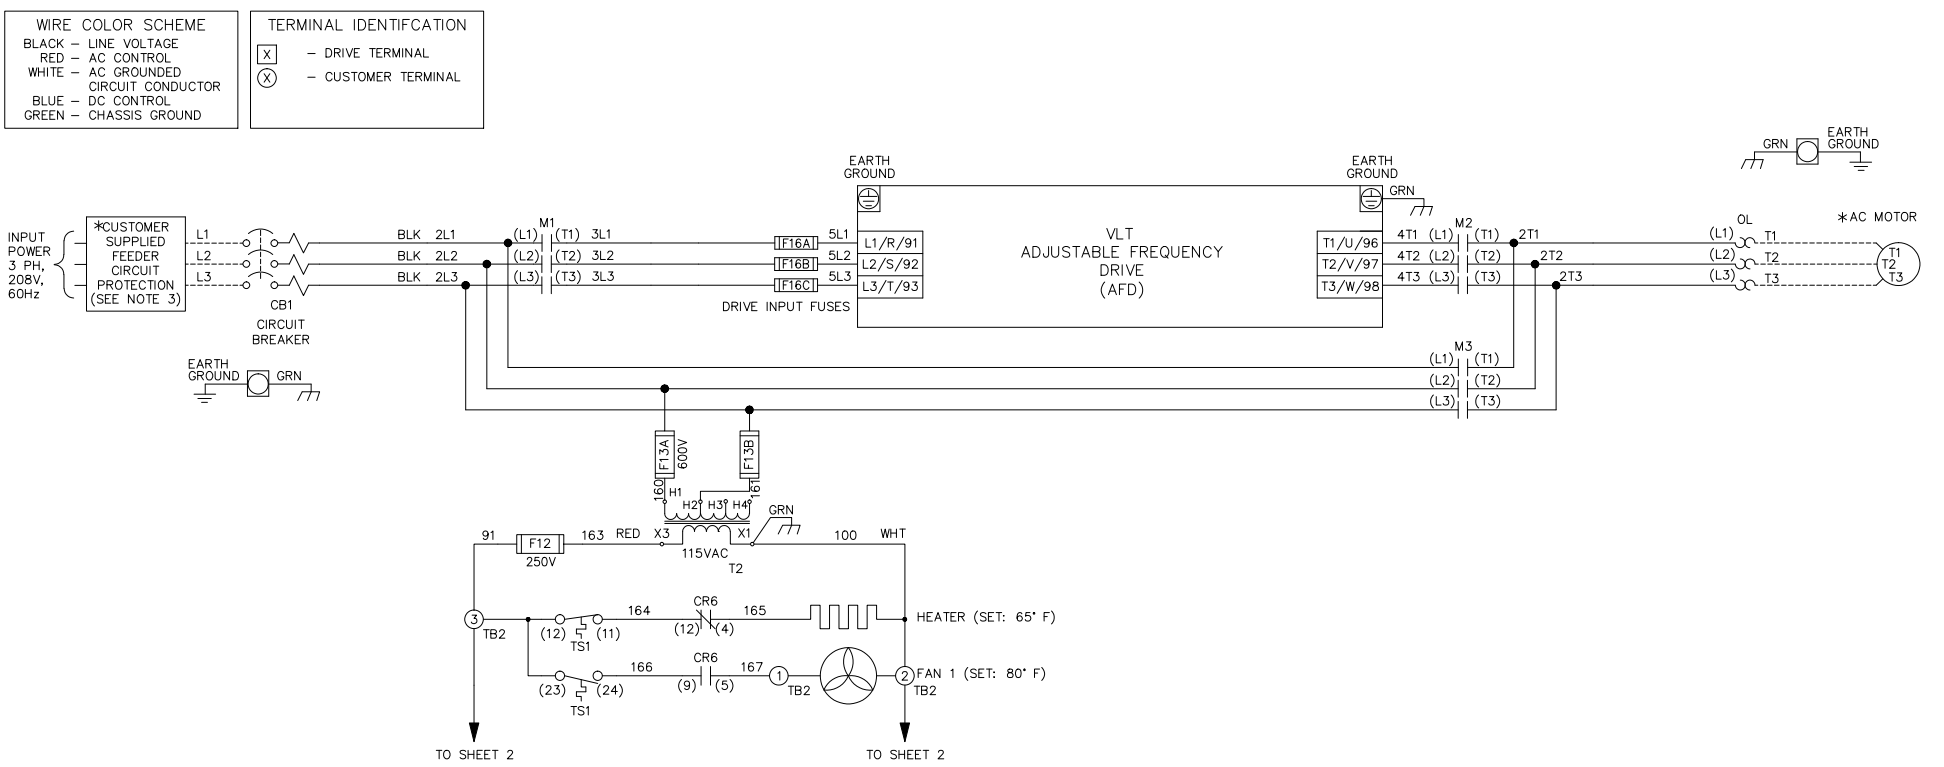 WIRE COLOR SCHEME
BLACK – LINE VOLTAGE
RED – AC CONTROL
WHITE – AC GROUNDED
CIRCUIT CONDUCTOR
BLUE – DC CONTROL
GREEN – CHASSIS GROUND
TERMINAL IDENTIFCATION
X – DRIVE TERMINAL
X – CUSTOMER TERMINAL
GRN
EARTH
GROUND
EARTH
GROUND
EARTH
GROUND
GRN
INPUT
POWER
3 PH,
208V,
60Hz
*CUSTOMER
SUPPLIED
FEEDER
CIRCUIT
PROTECTION
(SEE NOTE 3)
L1
L2
L3
CB1
CIRCUIT
BREAKER
BLK 2L1
BLK 2L2
BLK 2L3
M1
(L1) (T1) 3L1
(L2) (T2) 3L2
(L3) (T3) 3L3
F16A 5L1
F16B 5L2
F16C 5L3
DRIVE INPUT FUSES
L1/R/91
L2/S/92
L3/T/93
VLT
ADJUSTABLE FREQUENCY
DRIVE
(AFD)
T1/U/96
T2/V/97
T3/W/98
M2
4T1 (L1) (T1) 2T1
4T2 (L2) (T2) 2T2
4T3 (L3) (T3) 2T3
OL
(L1) T1
(L2) T2
(L3) T3
*AC MOTOR
T1
T2
T3
EARTH
GROUND
GRN
M3
(L1) (T1)
(L2) (T2)
(L3) (T3)
F13A
600V
F13B
160
161
H1
H2 H3 H4
GRN
91 F12 163 RED X3 X1 100 WHT
250V
115VAC
T2
3
TB2
(12) (11)
TS1
164
CR6
(12) (4)
165
HEATER (SET: 65° F)
(23) (24)
TS1
166
CR6
(9) (5)
167
1
TB2
2
TB2
FAN 1 (SET: 80° F)
TO SHEET 2
TO SHEET 2